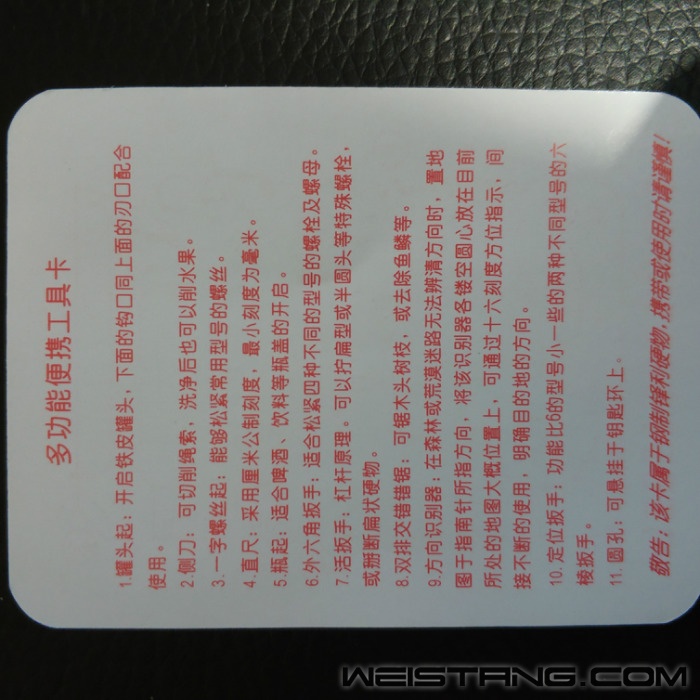 多功能便携工具卡
1.罐头起：开启铁皮罐头，下面的钩口同上面的刃口配合
使用。
2.侧刀：可切削绳索，洗净后也可以削水果。
3.一字螺丝起：能够松紧常用型号的螺丝。
4.直尺：采用厘米公制刻度，最小刻度为毫米。
5.瓶起：适合啤酒、饮料等瓶盖的开启。
6.外六角扳手：适合松紧四种不同的型号的螺栓及螺母。
7.活扳手：杠杆原理。可以拧扁型或半圆头等特殊螺栓，
或掰断扁状硬物。
8.双排交错错锯：可锯木头树枝，或去除鱼鳞等。
9.方向识别器：在森林或荒漠迷路无法辨清方向时，置地
图于指南针所指方向，将该识别器各镂空圆心放在目前
所处的地图大概位置上，可通过十六刻度方位指示，间
接不断的使用，明确目的地的方向。
10.定位扳手：功能比6的型号小一些的两种不同型号的六
棱扳手。
11.圆孔：可悬挂于钥匙环上。
敬告：该卡属于钢制锋利硬物，携带或使用时请谨慎！
WEISTANG.COM